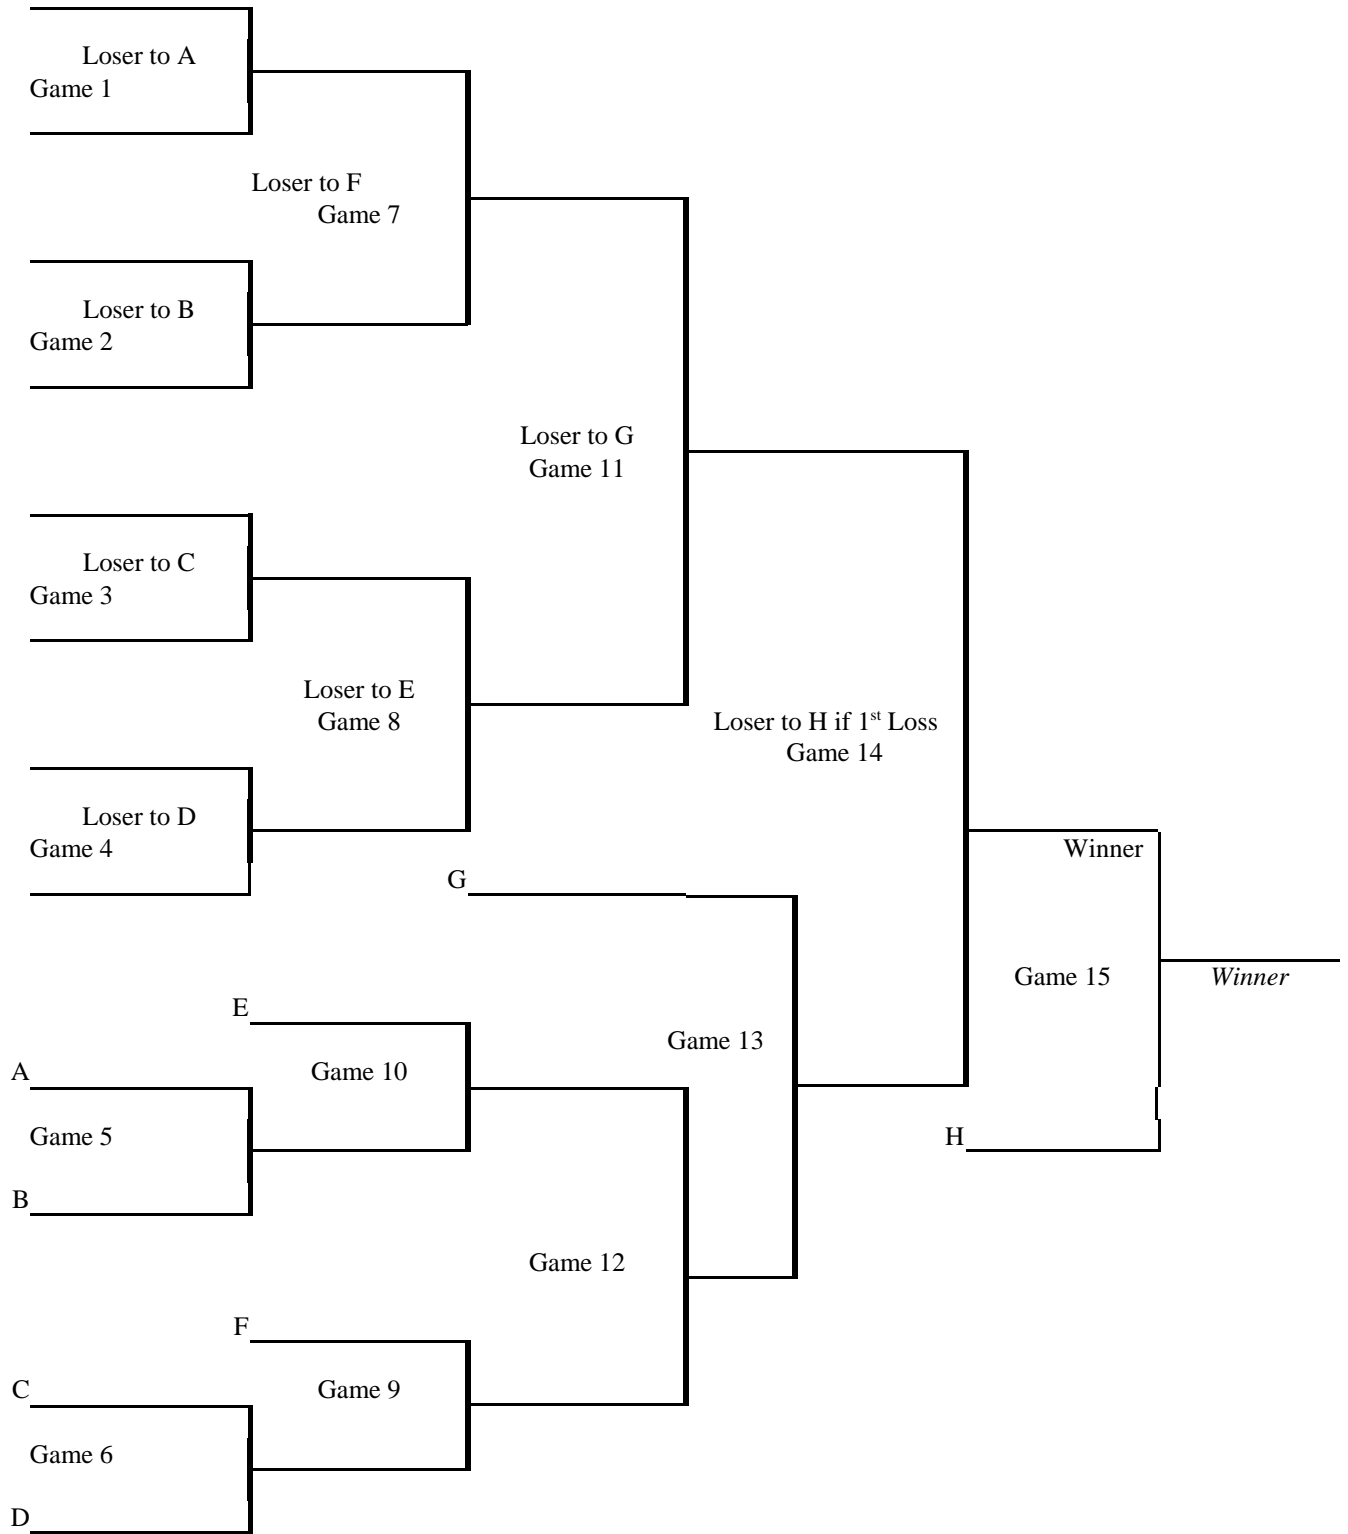 Loser to A
Game 1
Loser to F
Game 7
Loser to B
Game 2
Loser to G
Game 11
Loser to C
Game 3
Loser to E
Game 8
Loser to H if 1st Loss
Game 14
Loser to D
Game 4
Winner
G
Game 15
Winner
E
Game 13
A
Game 10
Game 5
H
B
Game 12
F
C
Game 9
Game 6
D